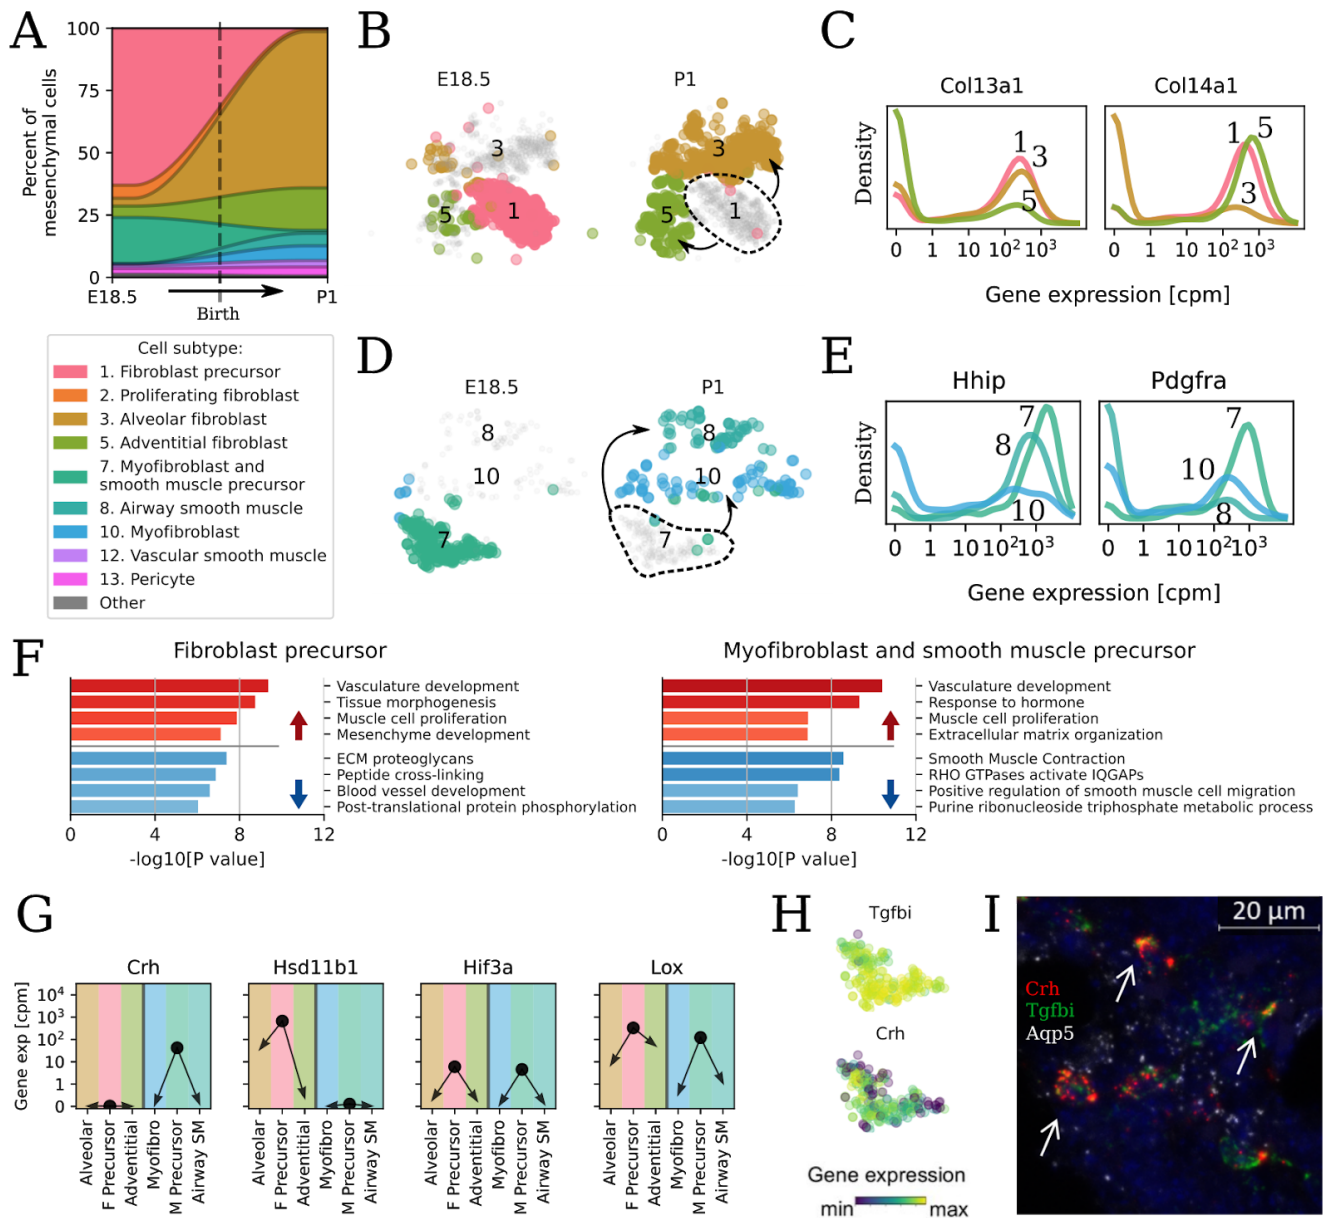 A
Percent of
mesenchymal cells
100
75
50
25
0
E18.5
P1
Birth
Cell subtype:
1. Fibroblast precursor
2. Proliferating fibroblast
3. Alveolar fibroblast
5. Adventitial fibroblast
7. Myofibroblast and
smooth muscle precursor
8. Airway smooth muscle
10. Myofibroblast
12. Vascular smooth muscle
13. Pericyte
Other
B
E18.5
P1
3
5
1
3
5
1
C
Col13a1
Col14a1
Density
1
3
5
1
5
3
0 1 10 10² 10³
0 1 10 10² 10³
Gene expression [cpm]
D
E18.5
P1
8
10
7
8
10
7
E
Hhip
Pdgfra
Density
7
8
10
7
10
8
0 1 10 10² 10³
0 1 10 10² 10³
Gene expression [cpm]
F
Fibroblast precursor
Vasculature development
Tissue morphogenesis
Muscle cell proliferation
Mesenchyme development
ECM proteoglycans
Peptide cross-linking
Blood vessel development
Post-translational protein phosphorylation
0 4 8 12
-log10[P value]
Myofibroblast and smooth muscle precursor
Vasculature development
Response to hormone
Muscle cell proliferation
Extracellular matrix organization
Smooth Muscle Contraction
RHO GTPases activate IQGAPs
Positive regulation of smooth muscle cell migration
Purine ribonucleoside triphosphate metabolic process
0 4 8 12
-log10[P value]
G
Crh
Hsd11b1
Hif3a
Lox
Gene exp [cpm]
10⁴
10³
10²
10
1
0
Alveolar
F Precursor
Adventitial
Myofibro
M Precursor
Airway SM
Alveolar
F Precursor
Adventitial
Myofibro
M Precursor
Airway SM
Alveolar
F Precursor
Adventitial
Myofibro
M Precursor
Airway SM
Alveolar
F Precursor
Adventitial
Myofibro
M Precursor
Airway SM
H
Tgfbi
Crh
Gene expression
min
max
I
20 µm
Crh
Tgfbi
Aqp5